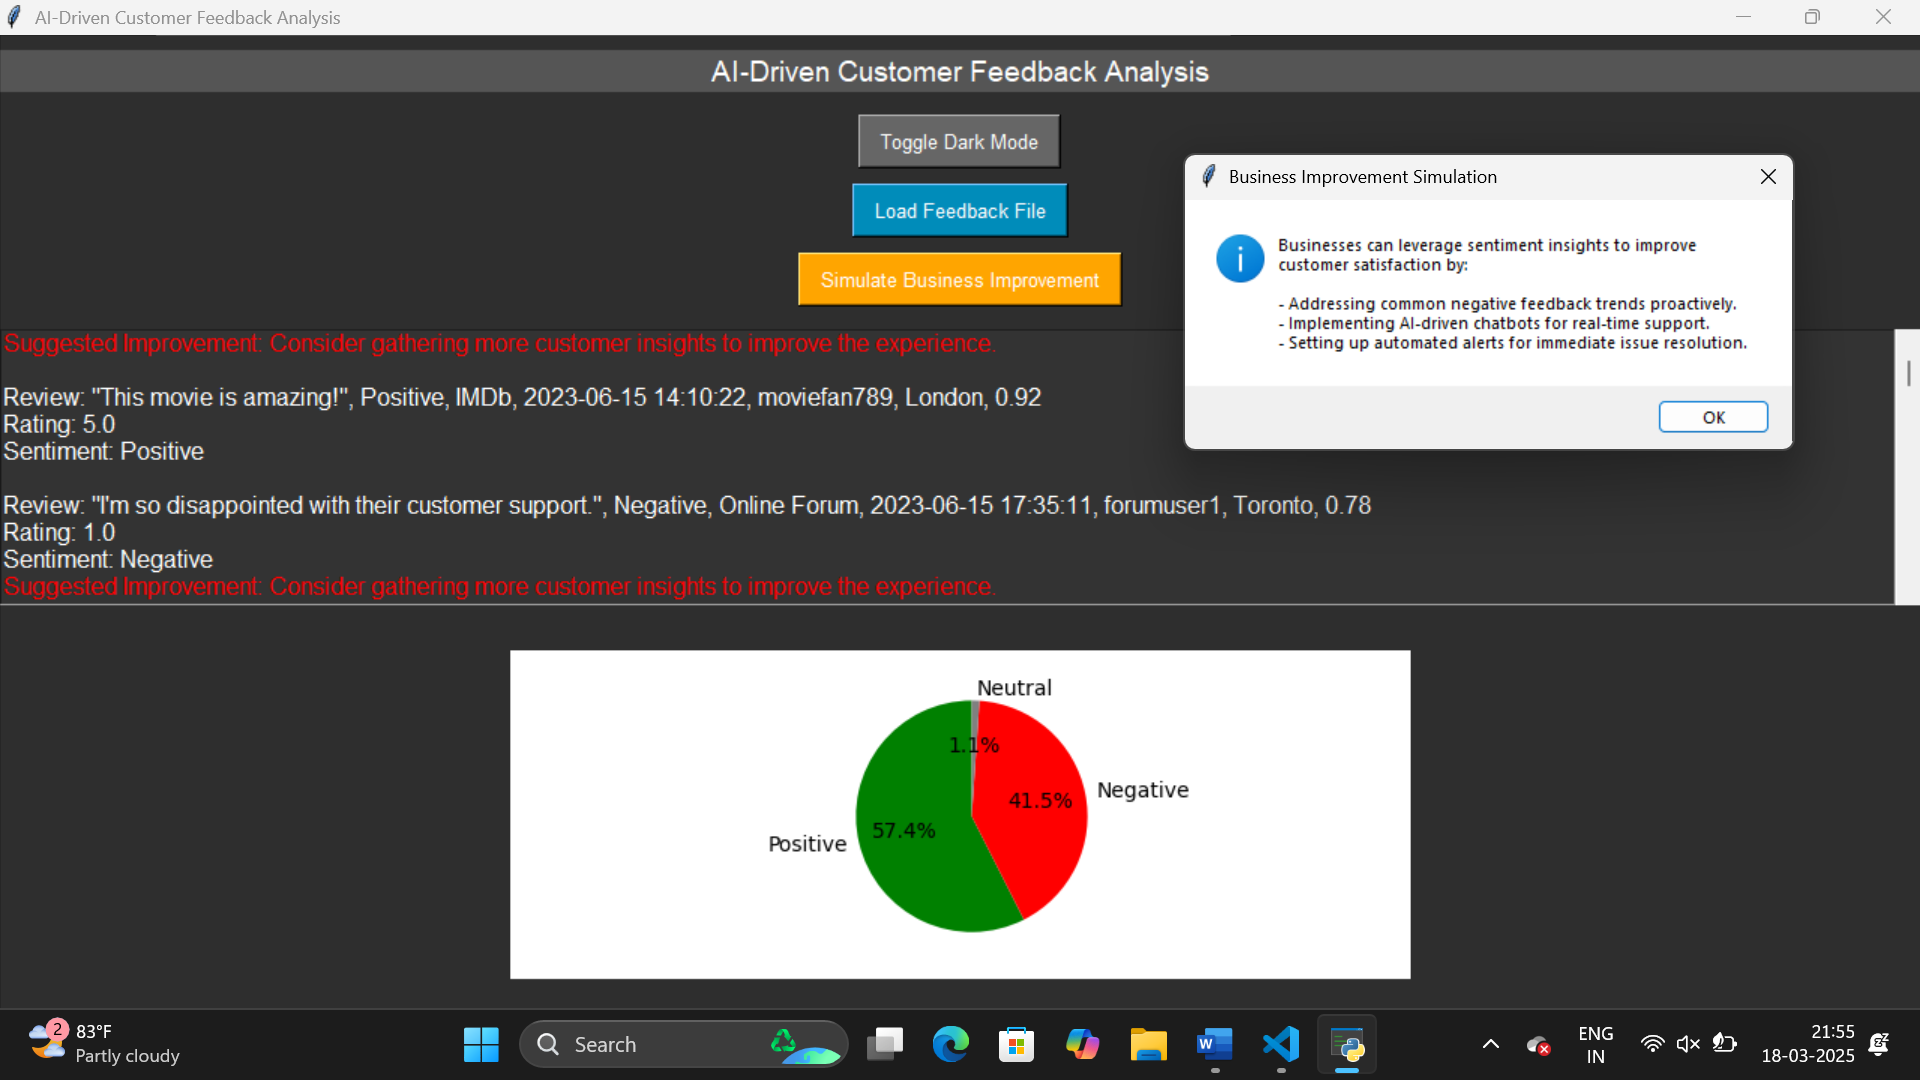 AI-Driven Customer Feedback Analysis
AI-Driven Customer Feedback Analysis
Toggle Dark Mode
Load Feedback File
Simulate Business Improvement
Business Improvement Simulation
Businesses can leverage sentiment insights to improve
customer satisfaction by:
- Addressing common negative feedback trends proactively.
- Implementing AI-driven chatbots for real-time support.
- Setting up automated alerts for immediate issue resolution.
OK
Suggested Improvement: Consider gathering more customer insights to improve the experience.
Review: "This movie is amazing!", Positive, IMDb, 2023-06-15 14:10:22, moviefan789, London, 0.92
Rating: 5.0
Sentiment: Positive
Review: "I'm so disappointed with their customer support.", Negative, Online Forum, 2023-06-15 17:35:11, forumuser1, Toronto, 0.78
Rating: 1.0
Sentiment: Negative
Suggested Improvement: Consider gathering more customer insights to improve the experience.
Neutral
1.1%
Negative
41.5%
57.4%
Positive
2
83°F
Partly cloudy
Search
W
ENG
IN
21:55
18-03-2025